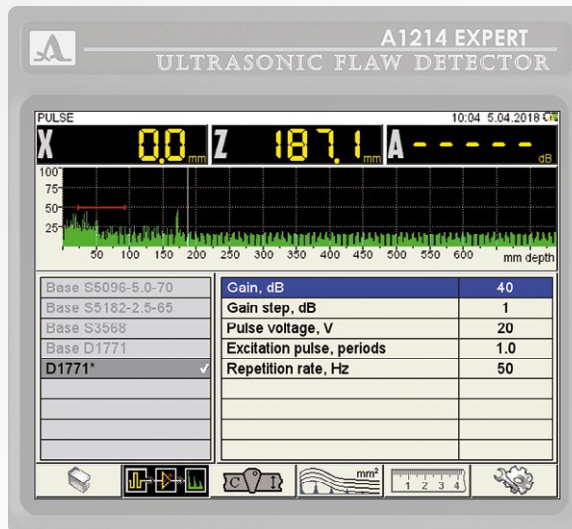 A1214 EXPERT
ULTRASONIC FLAW DETECTOR
PULSE 10:04 5.04.2018
X 0.0 mm Z 187.1 mm A - - - - - dB
100
75
50
25
50 100 150 200 250 300 350 400 450 500 550 600 mm depth
Base S5096-5.0-70 Gain, dB 40
Base S5182-2.5-65 Gain step, dB 1
Base S3568 Pulse voltage, V 20
Base D1771 Excitation pulse, periods 1.0
D1771* Repetition rate, Hz 50
C mm² 1 2 3 4